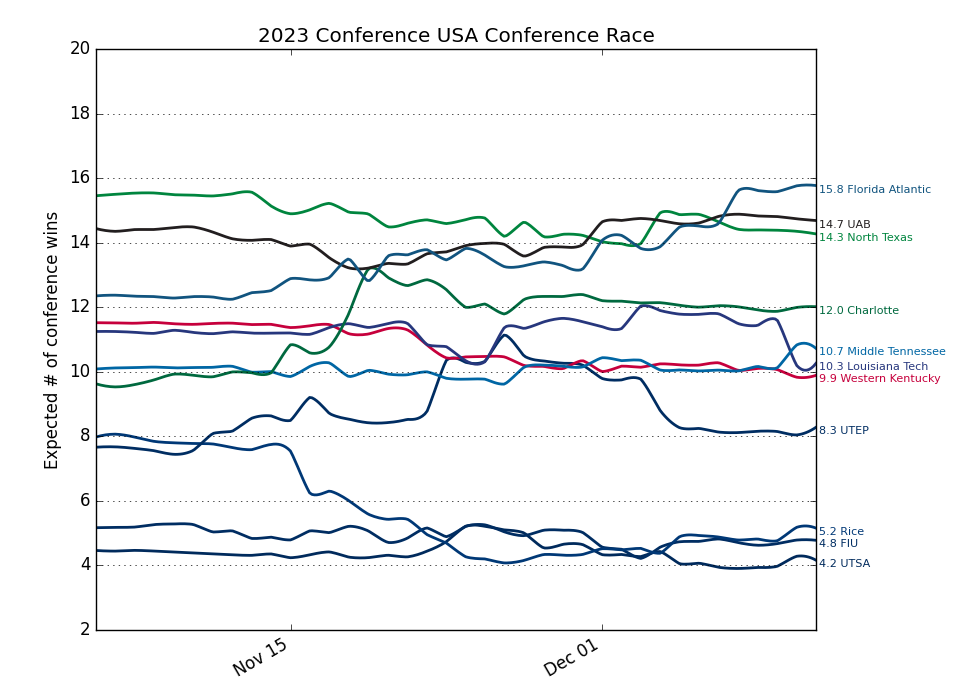 2023 Conference USA Conference Race
Expected # of conference wins
20
18
16
14
12
10
8
6
4
2
15.8 Florida Atlantic
14.7 UAB
14.3 North Texas
12.0 Charlotte
10.7 Middle Tennessee
10.3 Louisiana Tech
9.9 Western Kentucky
8.3 UTEP
5.2 Rice
4.8 FIU
4.2 UTSA
Nov 15
Dec 01